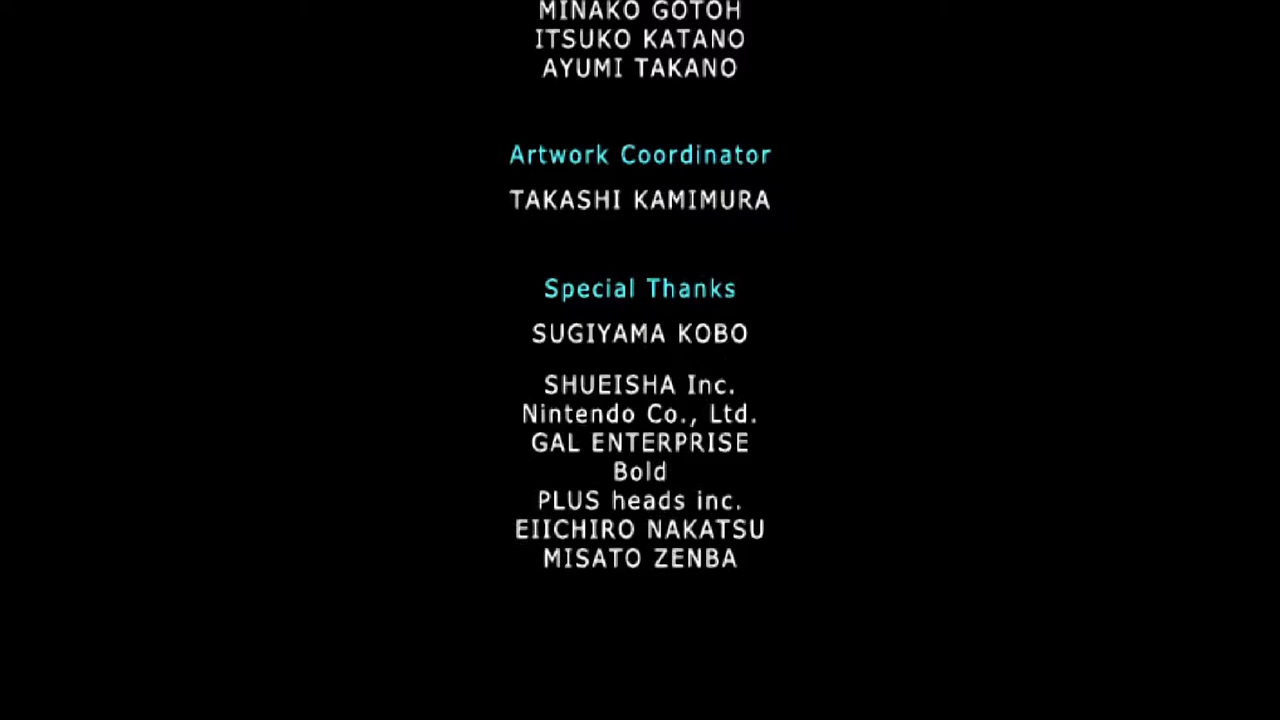 MINAKO GOTOH
ITSUKO KATANO
AYUMI TAKANO
Artwork Coordinator
TAKASHI KAMIMURA
Special Thanks
SUGIYAMA KOBO
SHUEISHA Inc.
Nintendo Co., Ltd.
GAL ENTERPRISE
Bold
PLUS heads inc.
EIICHIRO NAKATSU
MISATO ZENBA